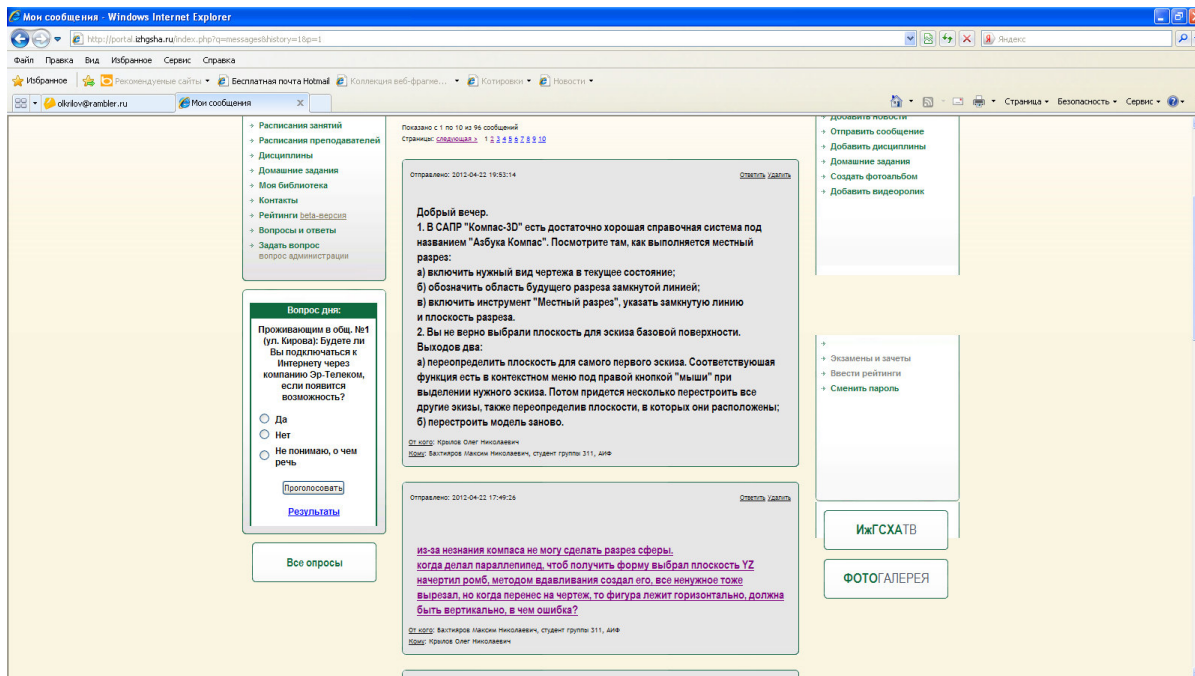 Мои сообщения - Windows Internet Explorer
http://portal.izhgsha.ru/index.php?q=messages&history=1&p=1
Яндекс
Файл Правка Вид Избранное Сервис Справка
Избранное Рекомендуемые сайты Бесплатная почта Hotmail Коллекция веб-фрагме... Котировки Новости
olkrilov@rambler.ru Мои сообщения X Страница Безопасность Сервис
Расписания занятий
Расписания преподавателей
Дисциплины
Домашние задания
Моя библиотека
Контакты
Рейтинги beta-версия
Вопросы и ответы
Задать вопрос
вопрос администрации
Вопрос дня:
Проживающим в общ. №1
(ул. Кирова): Будете ли
Вы подключаться к
Интернету через
компанию Эр-Телеком,
если появится
возможность?
Да
Нет
Не понимаю, о чем
речь
Проголосовать
Результаты
Все опросы
Показано с 1 по 10 из 96 сообщений
Страницы: следующая > 1 2 3 4 5 6 7 8 9 10
Отправлено: 2012-04-22 19:53:14 Ответить Удалить
Добрый вечер.
1. В САПР "Компас-3D" есть достаточно хорошая справочная система под
названием "Азбука Компас". Посмотрите там, как выполняется местный
разрез:
а) включить нужный вид чертежа в текущее состояние;
б) обозначить область будущего разреза замкнутой линией;
в) включить инструмент "Местный разрез", указать замкнутую линию
и плоскость разреза.
2. Вы не верно выбрали плоскость для эскиза базовой поверхности.
Выходов два:
а) переопределить плоскость для самого первого эскиза. Соответствуюшая
функция есть в контекстном меню под правой кнопкой "мыши" при
выделении нужного эскиза. Потом придется несколько перестроить все
другие экизы, также переопределив плоскости, в которых они расположены;
б) перестроить модель заново.
От кого: Крылов Олег Николаевич
Кому: Бахтияров Максим Николаевич, студент группы 311, АИФ
Отправлено: 2012-04-22 17:49:26 Ответить Удалить
из-за незнания компаса не могу сделать разрез сферы.
когда делал параллепипед, чтоб получить форму выбрал плоскость YZ
начертил ромб, методом вдавливания создал его, все ненужное тоже
вырезал, но когда перенес на чертеж, то фигура лежит горизонтально, должна
быть вертикально, в чем ошибка?
От кого: Бахтияров Максим Николаевич, студент группы 311, АИФ
Кому: Крылов Олег Николаевич
Добавить новости
Отправить сообщение
Добавить дисциплины
Домашние задания
Создать фотоальбом
Добавить видеоролик
Экзамены и зачеты
Ввести рейтинги
Сменить пароль
ИжГСХАТВ
ФОТОГАЛЕРЕЯ